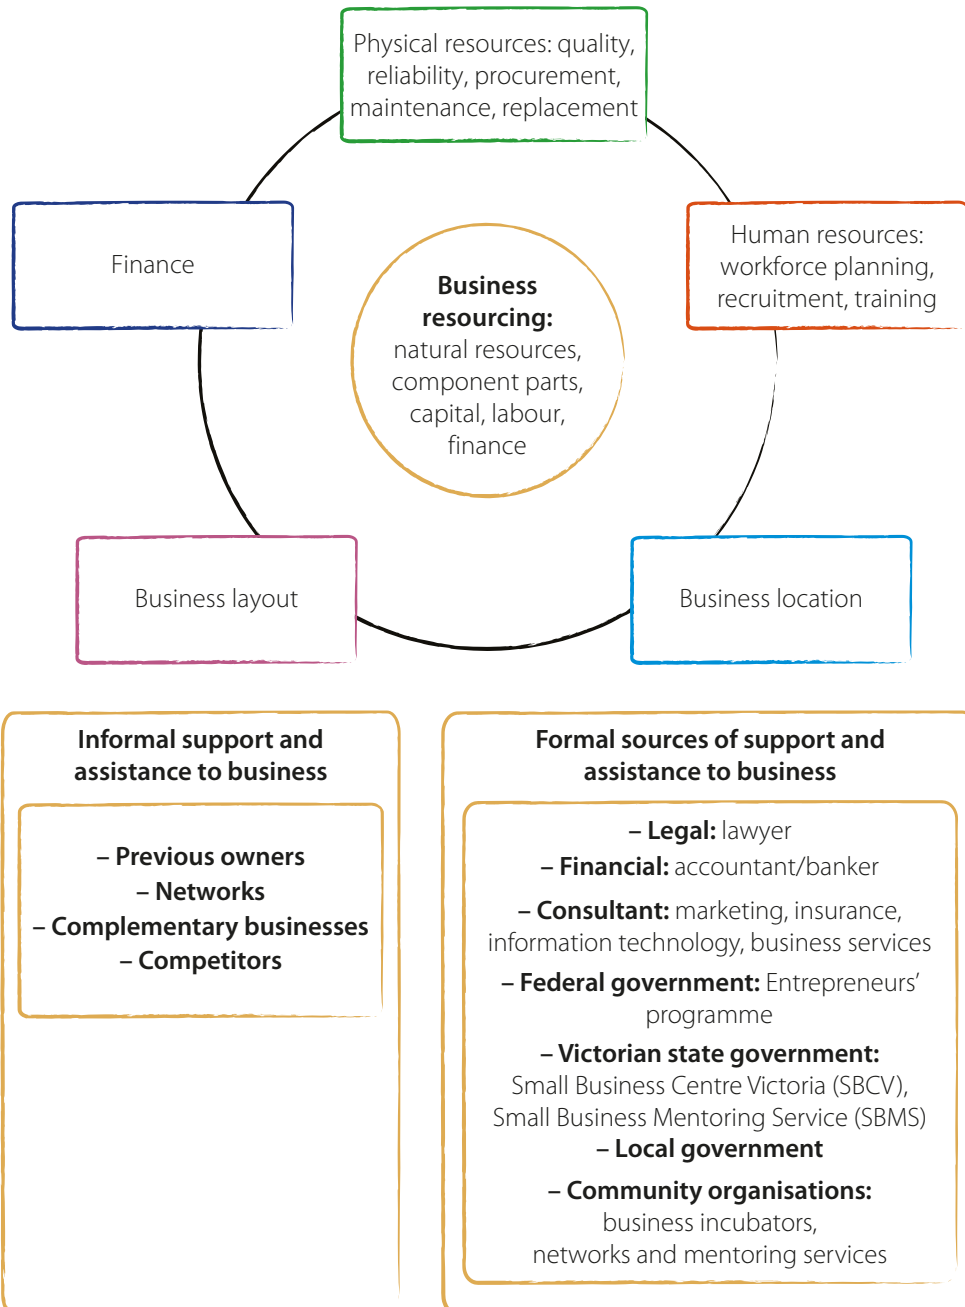 Physical resources: quality,
reliability, procurement,
maintenance, replacement
Finance
Human resources:
workforce planning,
recruitment, training
Business
resourcing:
natural resources,
component parts,
capital, labour,
finance
Business layout
Business location
Informal support and
assistance to business
– Previous owners
– Networks
– Complementary businesses
– Competitors
Formal sources of support and
assistance to business
– Legal: lawyer
– Financial: accountant/banker
– Consultant: marketing, insurance,
information technology, business services
– Federal government: Entrepreneurs’
programme
– Victorian state government:
Small Business Centre Victoria (SBCV),
Small Business Mentoring Service (SBMS)
– Local government
– Community organisations:
business incubators,
networks and mentoring services